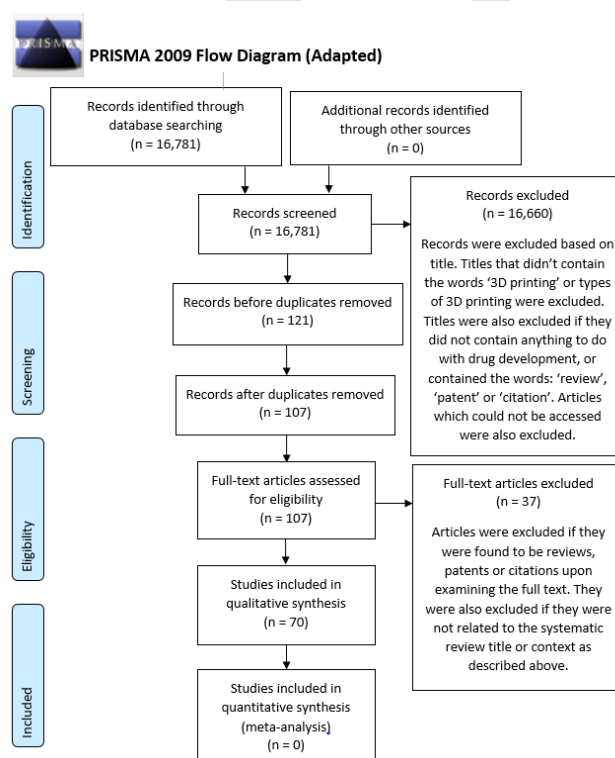 PRISMA
PRISMA 2009 Flow Diagram (Adapted)
Identification
Records identified through
database searching
(n = 16,781)
Additional records identified
through other sources
(n = 0)
Records screened
(n = 16,781)
Records excluded
(n = 16,660)
Records were excluded based on
title. Titles that didn’t contain
the words ‘3D printing’ or types
of 3D printing were excluded.
Titles were also excluded if they
did not contain anything to do
with drug development, or
contained the words: ‘review’,
‘patent’ or ‘citation’. Articles
which could not be accessed
were also excluded.
Screening
Records before duplicates removed
(n = 121)
Records after duplicates removed
(n = 107)
Eligibility
Full-text articles assessed
for eligibility
(n = 107)
Full-text articles excluded
(n = 37)
Articles were excluded if they
were found to be reviews,
patents or citations upon
examining the full text. They
were also excluded if they were
not related to the systematic
review title or context as
described above.
Studies included in
qualitative synthesis
(n = 70)
Included
Studies included in
quantitative synthesis
(meta-analysis)
(n = 0)